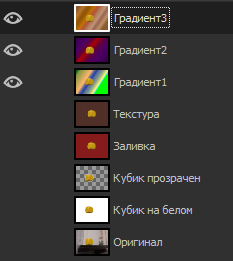 Градиент3
Градиент2
Градиент1
Текстура
Заливка
Кубик прозрачен
Кубик на белом
Оригинал